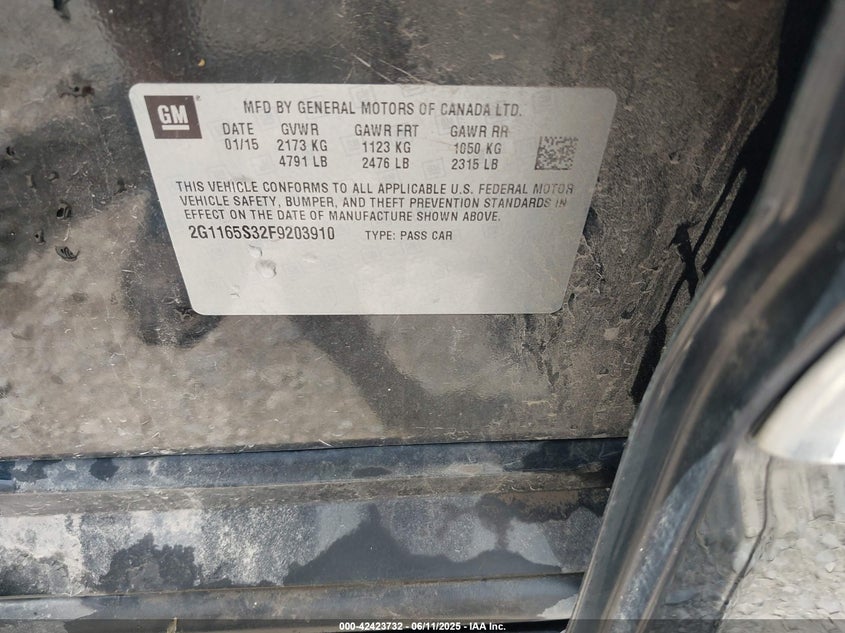 GM
MFD BY GENERAL MOTORS OF CANADA LTD.
DATE GVWR GAWR FRT GAWR RR
01/15 2173 KG 1123 KG 1050 KG
4791 LB 2476 LB 2315 LB
THIS VEHICLE CONFORMS TO ALL APPLICABLE U.S. FEDERAL MOTOR
VEHICLE SAFETY, BUMPER, AND THEFT PREVENTION STANDARDS IN
EFFECT ON THE DATE OF MANUFACTURE SHOWN ABOVE.
2G1165S32F9203910 TYPE: PASS CAR
000-42423732 - 06/11/2025 - IAA Inc.